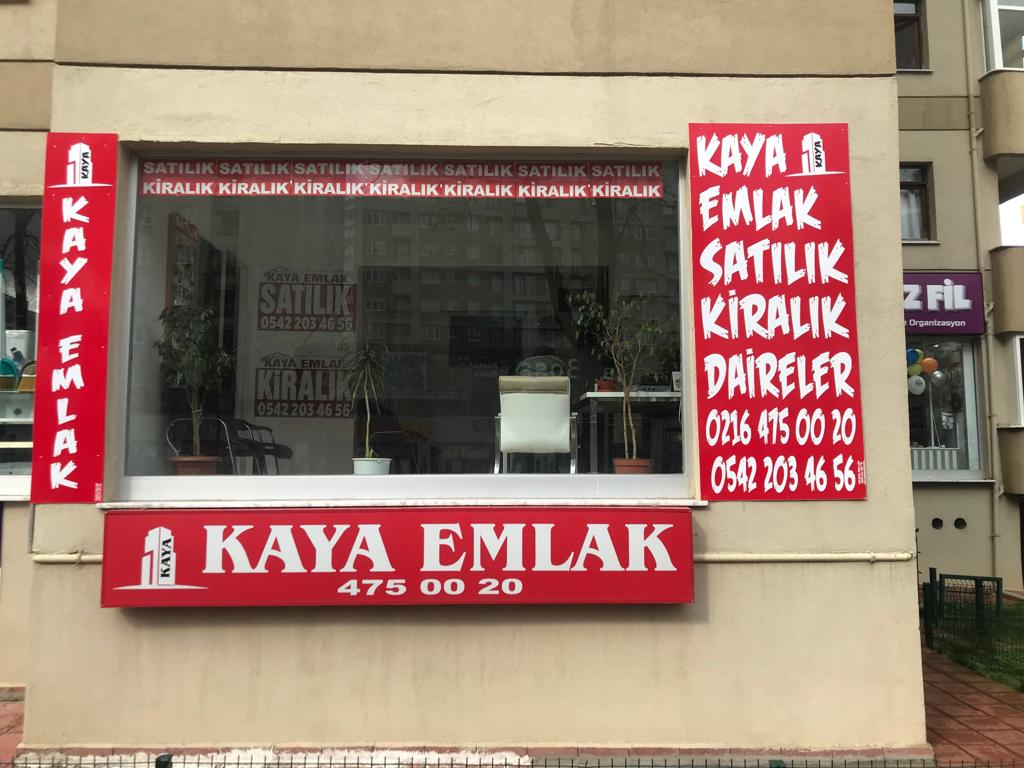 KAYA
KAYA EMLAK
SATILIK SATILIK SATILIK SATILIK SATILIK SATILIK SATILIK
KİRALIK KİRALIK KİRALIK KİRALIK KİRALIK KİRALIK KİRALIK
KAYA EMLAK
SATILIK
0542 203 46 56
KAYA EMLAK
KİRALIK
0542 203 46 56
KAYA KAYA
EMLAK
SATILIK
KİRALIK
DAİRELER
0216 475 00 20
0542 203 46 56
KAYA KAYA EMLAK
475 00 20
Z FİL
Organizasyon